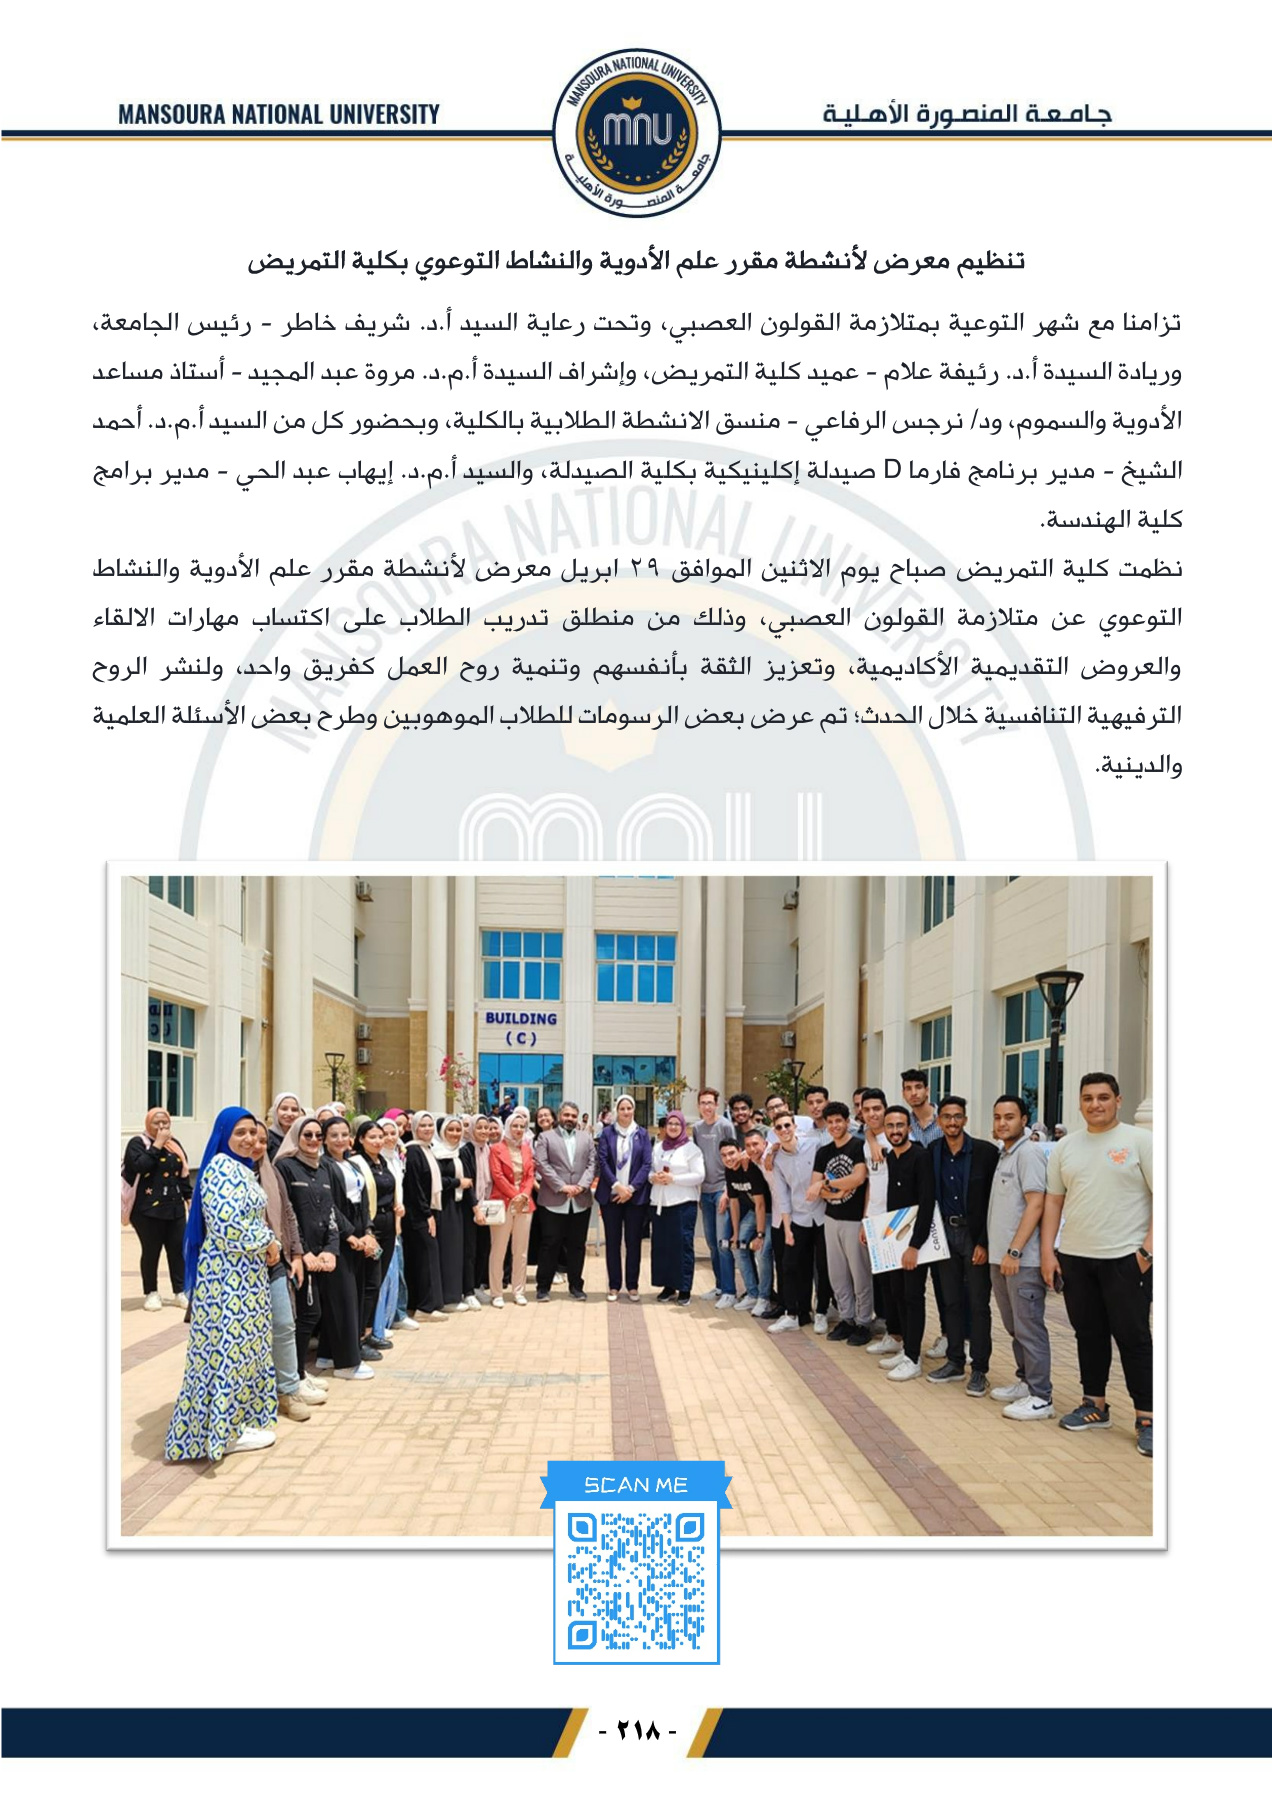 MANSOURA NATIONAL UNIVERSITY
جامعة المنصورة الأهلية
MANSOURA NATIONAL UNIVERSITY
mnu
جامعة المنصورة الأهلية
تنظيم معرض لأنشطة مقرر علم الأدوية والنشاط التوعوي بكلية التمريض
تزامنا مع شهر التوعية بمتلازمة القولون العصبي، وتحت رعاية السيد أ.د. شريف خاطر - رئيس الجامعة،
وريادة السيدة أ.د. رئيفة علام - عميد كلية التمريض، وإشراف السيدة أ.م.د. مروة عبد المجيد - أستاذ مساعد
الأدوية والسموم، ود/ نرجس الرفاعي - منسق الانشطة الطلابية بالكلية، وبحضور كل من السيد أ.م.د. أحمد
الشيخ - مدير برنامج فارما D صيدلة إكلينيكية بكلية الصيدلة، والسيد أ.م.د. إيهاب عبد الحي - مدير برامج
كلية الهندسة.
نظمت كلية التمريض صباح يوم الاثنين الموافق ٢٩ ابريل معرض لأنشطة مقرر علم الأدوية والنشاط
التوعوي عن متلازمة القولون العصبي، وذلك من منطلق تدريب الطلاب على اكتساب مهارات الالقاء
والعروض التقديمية الأكاديمية، وتعزيز الثقة بأنفسهم وتنمية روح العمل كفريق واحد، ولنشر الروح
الترفيهية التنافسية خلال الحدث؛ تم عرض بعض الرسومات للطلاب الموهوبين وطرح بعض الأسئلة العلمية
والدينية.
MANSOURA NATIONAL UNIVERSITY
mnu
BUILDING
( C )
SCAN ME
- ٢١٨ -